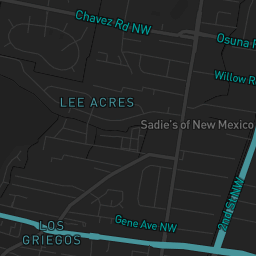 Chavez Rd NW
Osuna R
Willow R
LEE ACRES
Sadie's of New Mexico
2nd St NW
Gene Ave NW
LOS
GRIEGOS